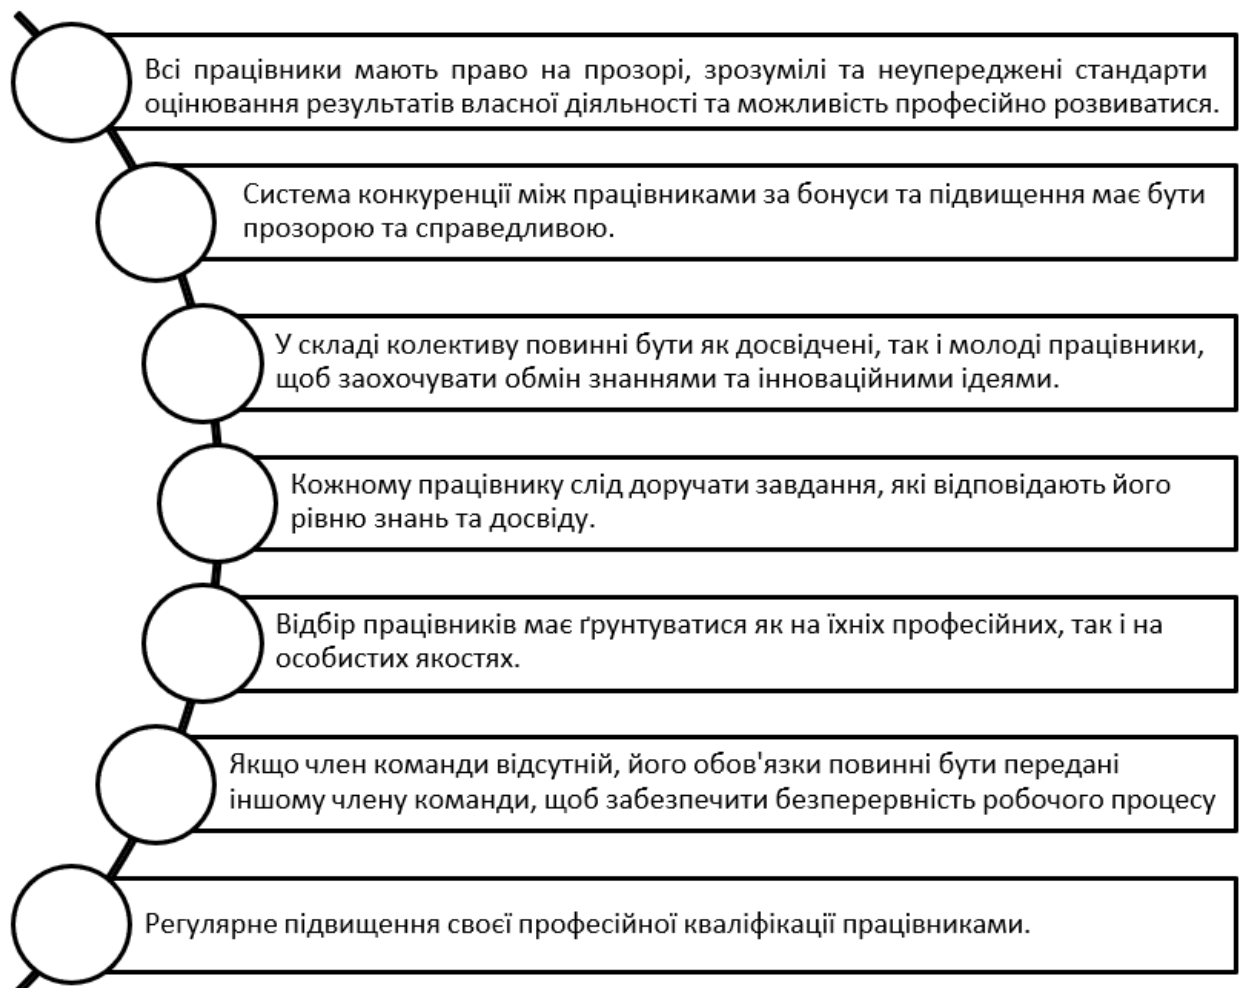 Всі працівники мають право на прозорі, зрозумілі та неупереджені стандарти
оцінювання результатів власної діяльності та можливість професійно розвиватися.
Система конкуренції між працівниками за бонуси та підвищення має бути
прозорою та справедливою.
У складі колективу повинні бути як досвідчені, так і молоді працівники,
щоб заохочувати обмін знаннями та інноваційними ідеями.
Кожному працівнику слід доручати завдання, які відповідають його
рівню знань та досвіду.
Відбір працівників має ґрунтуватися як на їхніх професійних, так і на
особистих якостях.
Якщо член команди відсутній, його обов'язки повинні бути передані
іншому члену команди, щоб забезпечити безперервність робочого процесу
Регулярне підвищення своєї професійної кваліфікації працівниками.